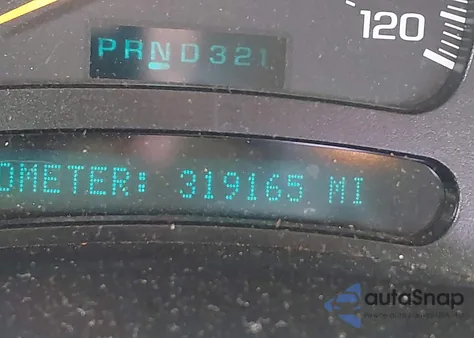 120
PRND321
OMETER: 319165 MI
autoSnap